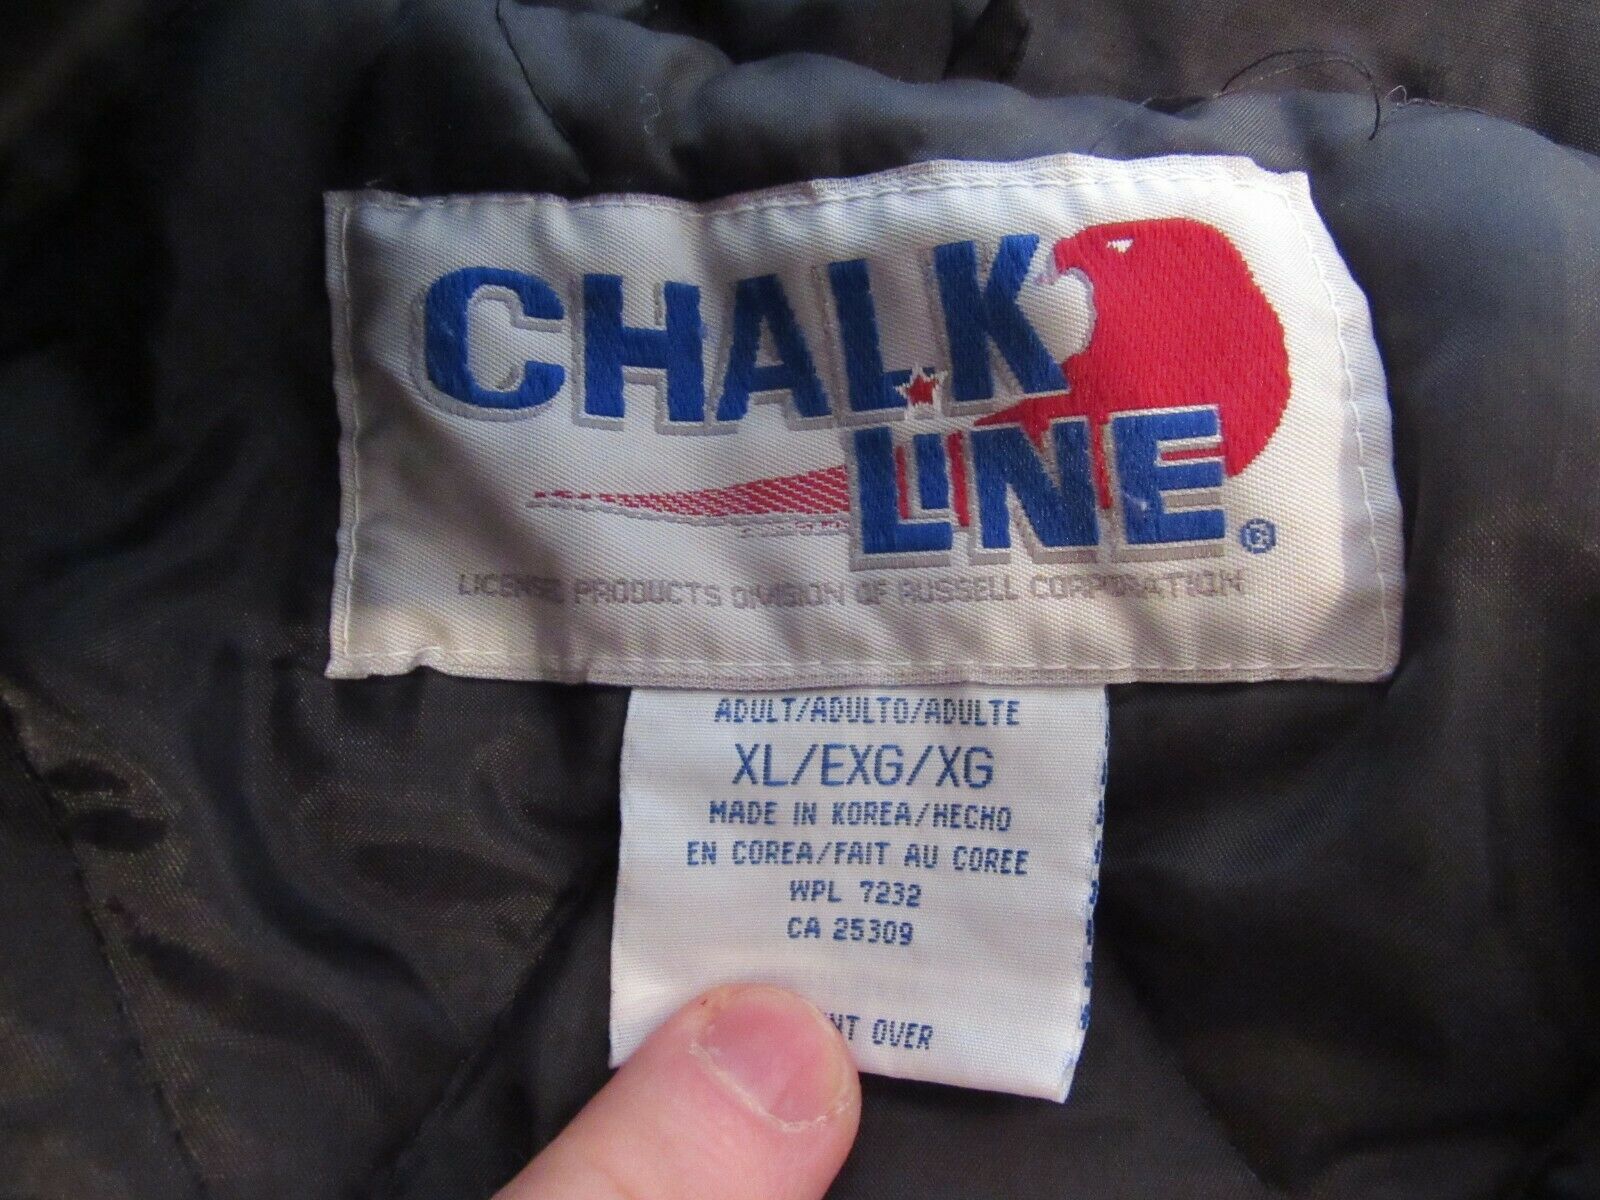 CHALK
LINE®
LICENSE PRODUCTS DIVISION OF RUSSELL CORPORATION
ADULT/ADULTO/ADULTE
XL/EXG/XG
MADE IN KOREA/HECHO
EN COREA/FAIT AU COREE
WPL 7232
CA 25309
OVER